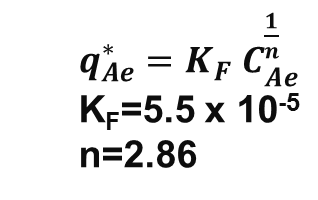 q*Ae = KF CAe^(1/n)
KF=5.5 x 10-5
n=2.86